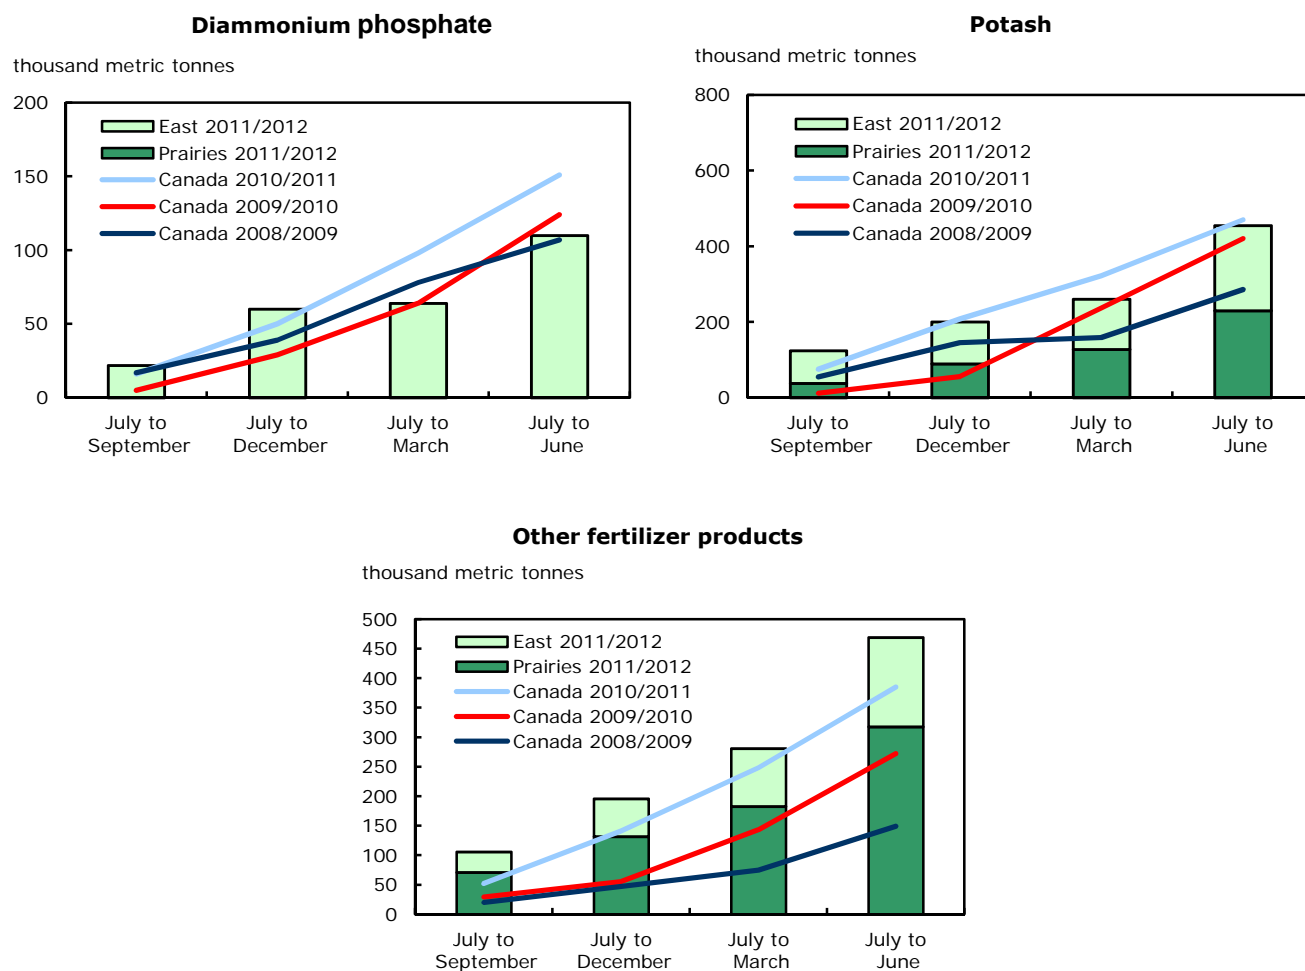 Diammonium phosphate
thousand metric tonnes
200
150
100
50
0
East 2011/2012
Prairies 2011/2012
Canada 2010/2011
Canada 2009/2010
Canada 2008/2009
July to September
July to December
July to March
July to June
Potash
thousand metric tonnes
800
600
400
200
0
East 2011/2012
Prairies 2011/2012
Canada 2010/2011
Canada 2009/2010
Canada 2008/2009
July to September
July to December
July to March
July to June
Other fertilizer products
thousand metric tonnes
500
450
400
350
300
250
200
150
100
50
0
East 2011/2012
Prairies 2011/2012
Canada 2010/2011
Canada 2009/2010
Canada 2008/2009
July to September
July to December
July to March
July to June